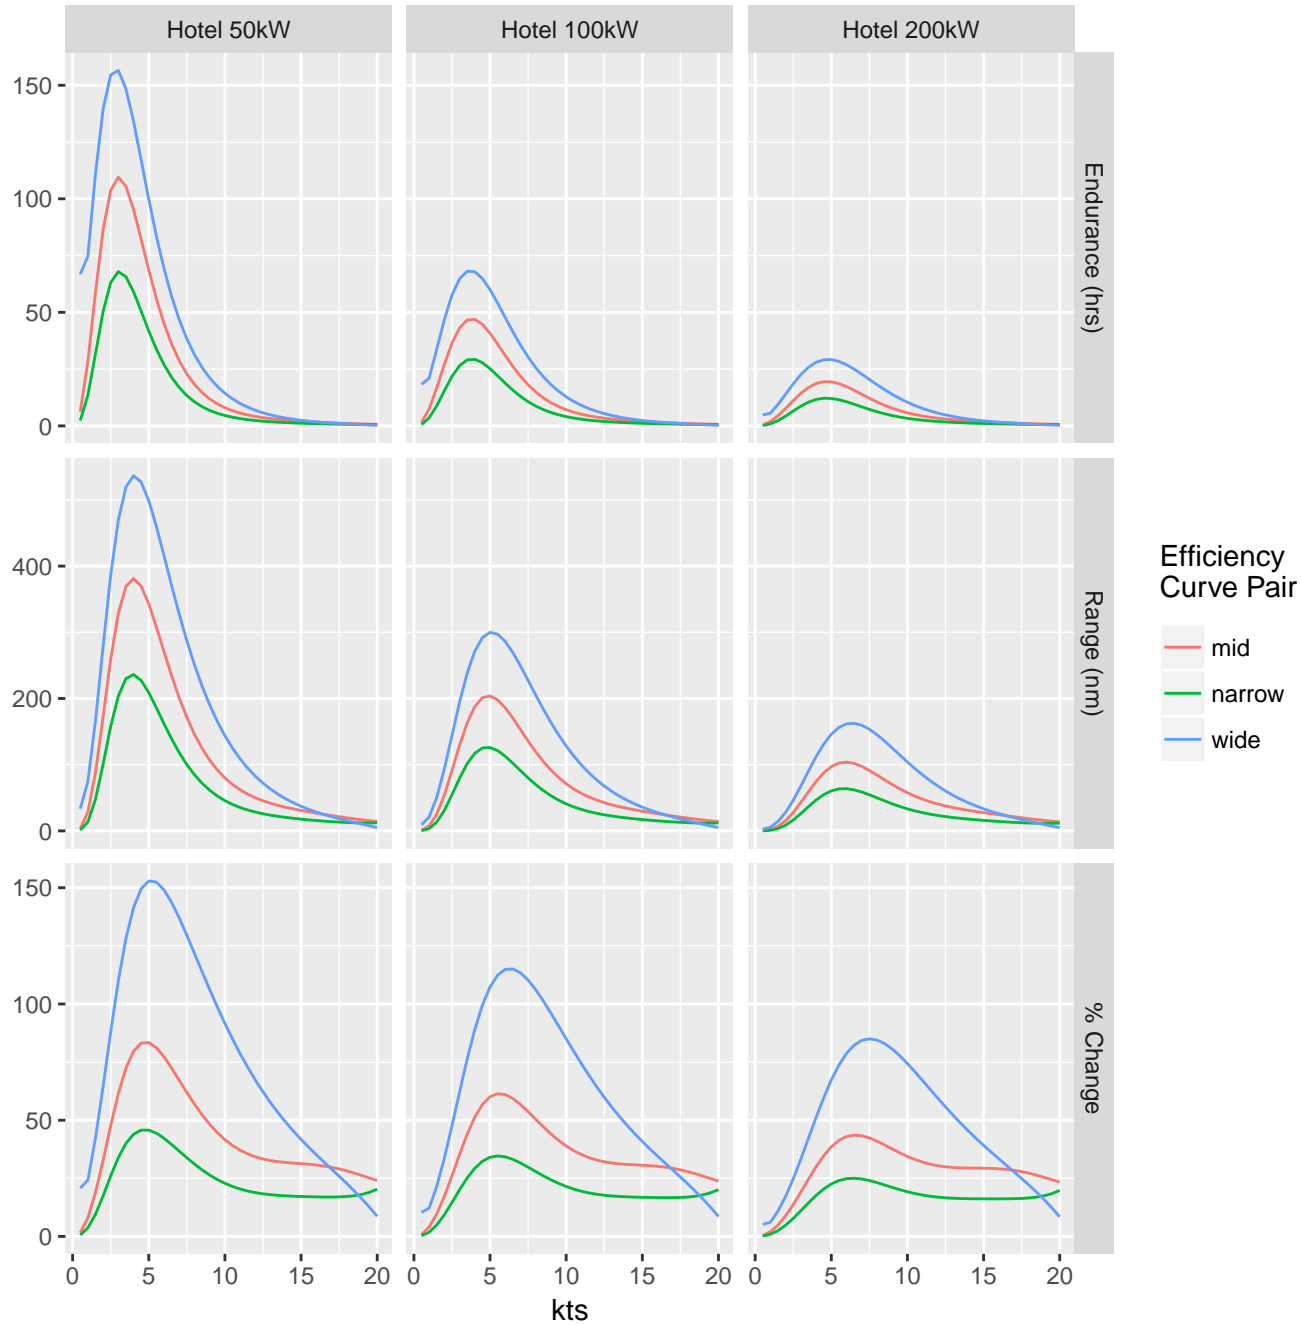 Hotel 50kW
Hotel 100kW
Hotel 200kW
150
100
50
0
Endurance (hrs)
400
200
0
Range (nm)
150
100
50
0
% Change
0 5 10 15 20
0 5 10 15 20
0 5 10 15 20
kts
Efficiency
Curve Pair
mid
narrow
wide